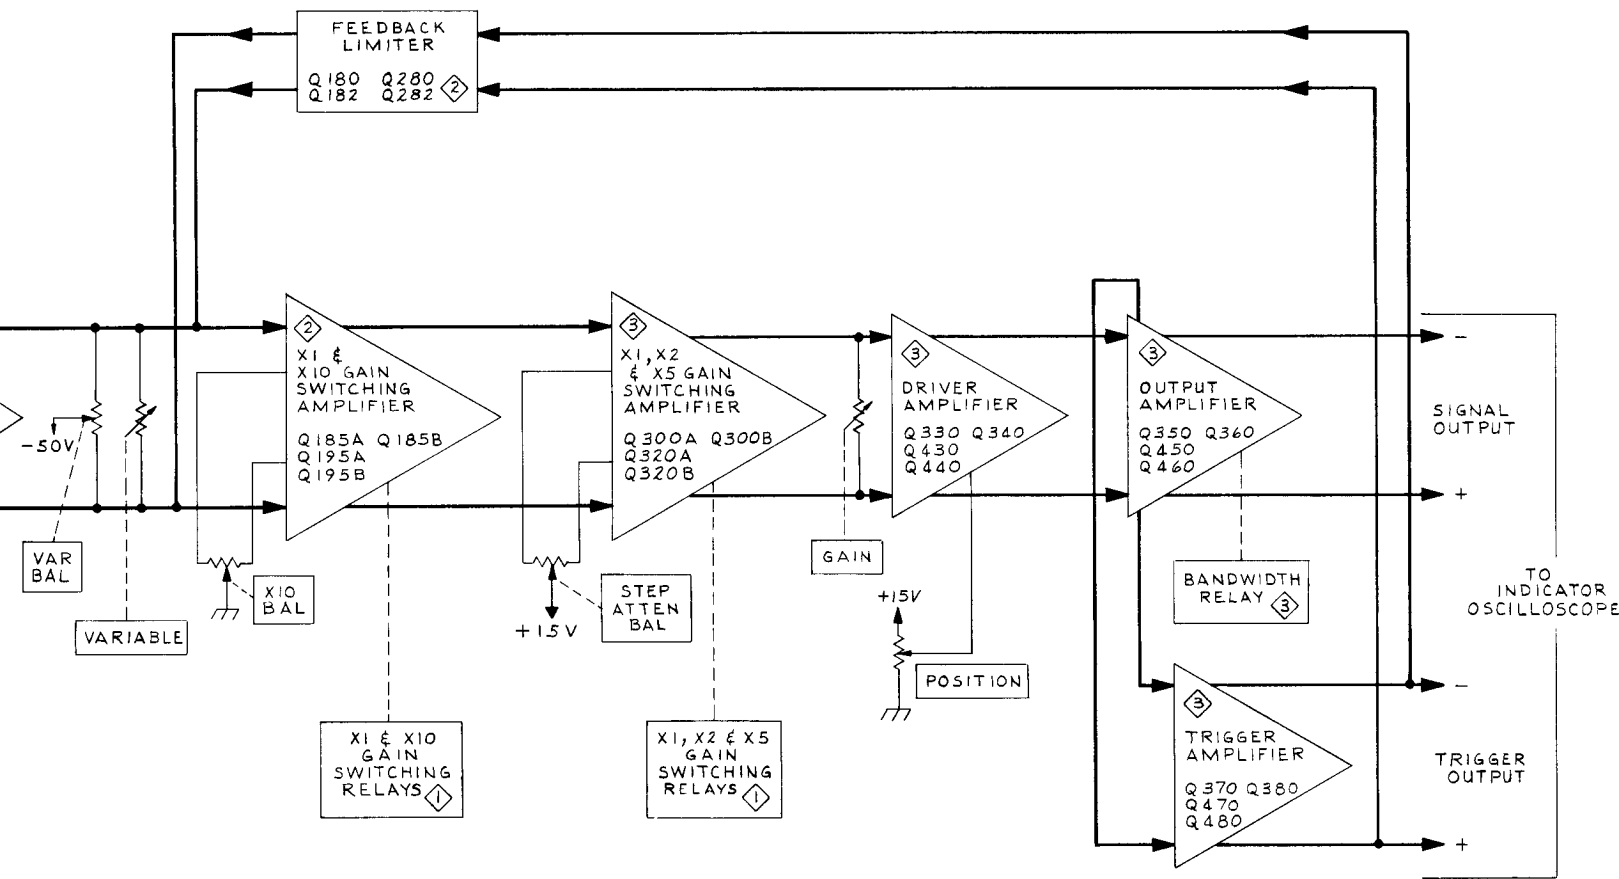 FEEDBACK
LIMITER
Q180 Q280
Q182 Q282 2
-50V
VAR
BAL
VARIABLE
2
X1 &
X10 GAIN
SWITCHING
AMPLIFIER
Q185A Q185B
Q195A
Q195B
X10
BAL
X1 & X10
GAIN
SWITCHING
RELAYS 1
3
X1, X2
& X5 GAIN
SWITCHING
AMPLIFIER
Q300A Q300B
Q320A
Q320B
+15V
STEP
ATTEN
BAL
X1, X2 & X5
GAIN
SWITCHING
RELAYS 1
GAIN
3
DRIVER
AMPLIFIER
Q330 Q340
Q430
Q440
+15V
POSITION
3
OUTPUT
AMPLIFIER
Q350 Q360
Q450
Q460
BANDWIDTH
RELAY 3
3
TRIGGER
AMPLIFIER
Q370 Q380
Q470
Q480
-
SIGNAL
OUTPUT
+
TO
INDICATOR
OSCILLOSCOPE
-
TRIGGER
OUTPUT
+